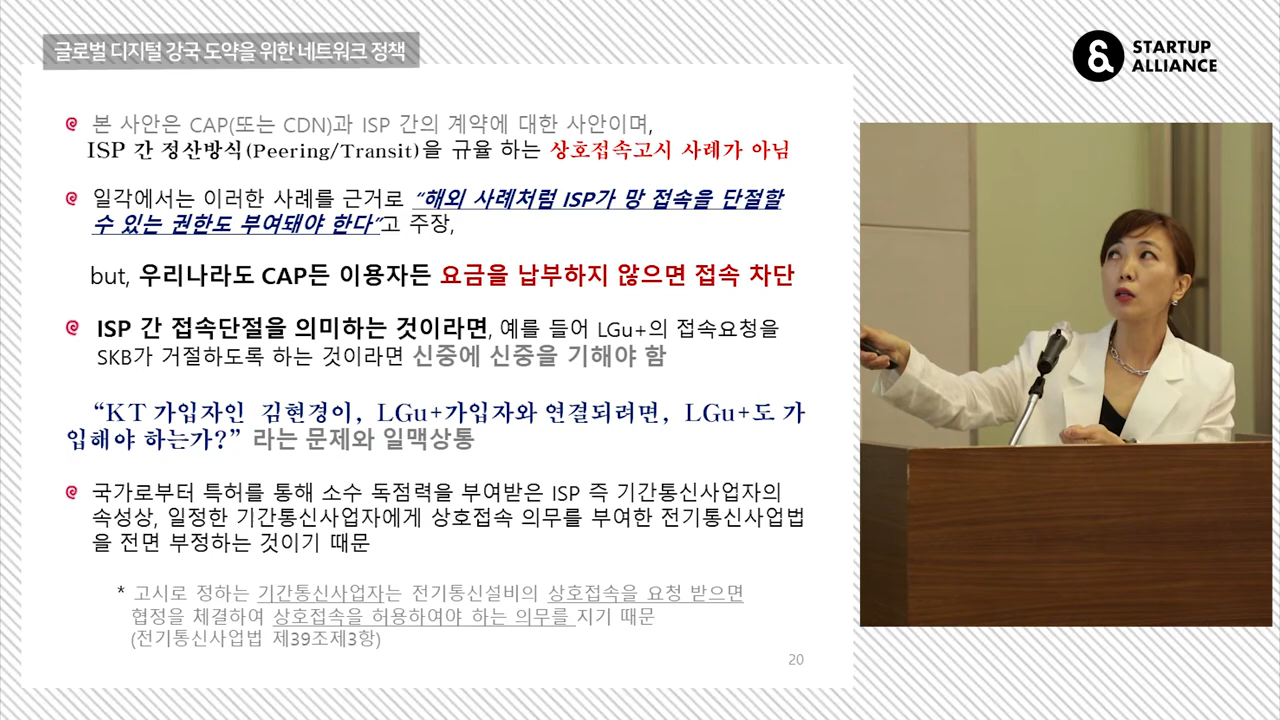 글로벌 디지털 강국 도약을 위한 네트워크 정책
STARTUP
ALLIANCE
본 사안은 CAP(또는 CDN)과 ISP 간의 계약에 대한 사안이며,
ISP 간 정산방식(Peering/Transit)을 규율 하는 상호접속고시 사례가 아님
일각에서는 이러한 사례를 근거로 “해외 사례처럼 ISP가 망 접속을 단절할
수 있는 권한도 부여돼야 한다”고 주장,
but, 우리나라도 CAP든 이용자든 요금을 납부하지 않으면 접속 차단
ISP 간 접속단절을 의미하는 것이라면, 예를 들어 LGu+의 접속요청을
SKB가 거절하도록 하는 것이라면 신중에 신중을 기해야 함
“KT 가입자인 김현경이, LGu+가입자와 연결되려면, LGu+도 가
입해야 하는가?” 라는 문제와 일맥상통
국가로부터 특허를 통해 소수 독점력을 부여받은 ISP 즉 기간통신사업자의
속성상, 일정한 기간통신사업자에게 상호접속 의무를 부여한 전기통신사업법
을 전면 부정하는 것이기 때문
* 고시로 정하는 기간통신사업자는 전기통신설비의 상호접속을 요청 받으면
협정을 체결하여 상호접속을 허용하여야 하는 의무를 지기 때문
(전기통신사업법 제39조제3항)
20